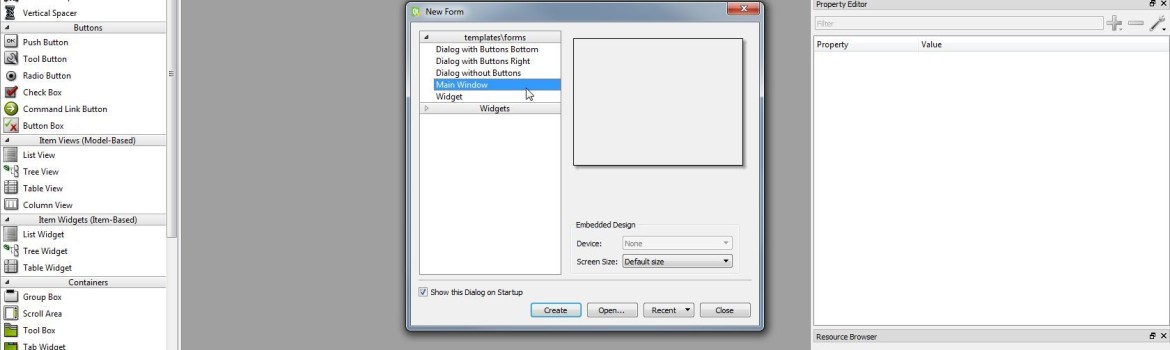 Vertical Spacer
Buttons
Push Button
Tool Button
Radio Button
Check Box
Command Link Button
Button Box
Item Views (Model-Based)
List View
Tree View
Table View
Column View
Item Widgets (Item-Based)
List Widget
Tree Widget
Table Widget
Containers
Group Box
Scroll Area
Tool Box
Tab Widget
New Form
templates\forms
Dialog with Buttons Bottom
Dialog with Buttons Right
Dialog without Buttons
Main Window
Widget
Widgets
Embedded Design
Device: None
Screen Size: Default size
Show this Dialog on Startup
Create Open... Recent Close
Property Editor
Filter
Property Value
Resource Browser